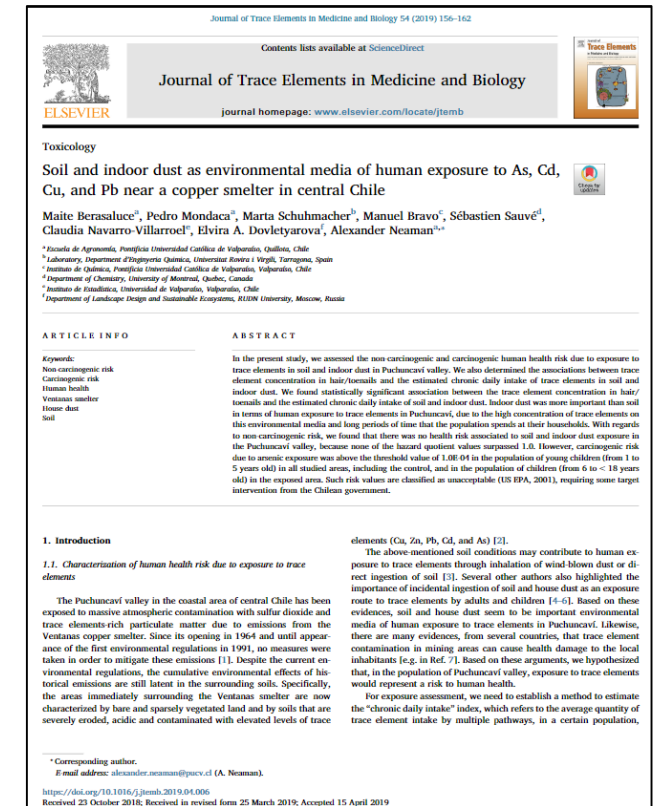 Journal of Trace Elements in Medicine and Biology 54 (2019) 156–162
Contents lists available at ScienceDirect
Journal of Trace Elements in Medicine and Biology
journal homepage: www.elsevier.com/locate/jtemb
ELSEVIER
Trace Elements
Toxicology
Soil and indoor dust as environmental media of human exposure to As, Cd,
Cu, and Pb near a copper smelter in central Chile
Check for
updates
Maite Berasaluceᵃ, Pedro Mondacaᵃ, Marta Schuhmacherᵇ, Manuel Bravoᶜ, Sébastien Sauvéᵈ,
Claudia Navarro-Villarroelᵉ, Elvira A. Dovletyarovaᶠ, Alexander Neamanᵃ,*
ᵃ Escuela de Agronomía, Pontificia Universidad Católica de Valparaíso, Quillota, Chile
ᵇ Laboratory, Department d'Enginyeria Quimica, Universitat Rovira i Virgili, Tarragona, Spain
ᶜ Instituto de Química, Pontificia Universidad Católica de Valparaíso, Valparaíso, Chile
ᵈ Department of Chemistry, University of Montreal, Quebec, Canada
ᵉ Instituto de Estadística, Universidad de Valparaíso, Valparaíso, Chile
ᶠ Department of Landscape Design and Sustainable Ecosystems, RUDN University, Moscow, Russia
ARTICLE INFO
Keywords:
Non-carcinogenic risk
Carcinogenic risk
Human health
Ventanas smelter
House dust
Soil
ABSTRACT
In the present study, we assessed the non-carcinogenic and carcinogenic human health risk due to exposure to
trace elements in soil and indoor dust in Puchuncaví valley. We also determined the associations between trace
element concentration in hair/toenails and the estimated chronic daily intake of trace elements in soil and
indoor dust. We found statistically significant association between the trace element concentration in hair/
toenails and the estimated chronic daily intake of soil and indoor dust. Indoor dust was more important than soil
in terms of human exposure to trace elements in Puchuncaví, due to the high concentration of trace elements on
this environmental media and long periods of time that the population spends at their households. With regards
to non-carcinogenic risk, we found that there was no health risk associated to soil and indoor dust exposure in
the Puchuncaví valley, because none of the hazard quotient values surpassed 1.0. However, carcinogenic risk
due to arsenic exposure was above the threshold value of 1.0E-04 in the population of young children (from 1 to
5 years old) in all studied areas, including the control, and in the population of children (from 6 to < 18 years
old) in the exposed area. Such risk values are classified as unacceptable (US EPA, 2001), requiring some target
intervention from the Chilean government.
1. Introduction
1.1. Characterization of human health risk due to exposure to trace
elements
The Puchuncaví valley in the coastal area of central Chile has been
exposed to massive atmospheric contamination with sulfur dioxide and
trace elements-rich particulate matter due to emissions from the
Ventanas copper smelter. Since its opening in 1964 and until appear-
ance of the first environmental regulations in 1991, no measures were
taken in order to mitigate these emissions [1]. Despite the current en-
vironmental regulations, the cumulative environmental effects of his-
torical emissions are still latent in the surrounding soils. Specifically,
the areas immediately surrounding the Ventanas smelter are now
characterized by bare and sparsely vegetated land and by soils that are
severely eroded, acidic and contaminated with elevated levels of trace
elements (Cu, Zn, Pb, Cd, and As) [2].
The above-mentioned soil conditions may contribute to human ex-
posure to trace elements through inhalation of wind-blown dust or di-
rect ingestion of soil [3]. Several other authors also highlighted the
importance of incidental ingestion of soil and house dust as an exposure
route to trace elements by adults and children [4–6]. Based on these
evidences, soil and house dust seem to be important environmental
media of human exposure to trace elements in Puchuncaví. Likewise,
there are many evidences, from several countries, that trace element
contamination in mining areas can cause health damage to the local
inhabitants [e.g. in Ref. 7]. Based on these arguments, we hypothesized
that, in the population of Puchuncaví valley, exposure to trace elements
would represent a risk to human health.
For exposure assessment, we need to establish a method to estimate
the "chronic daily intake" index, which refers to the average quantity of
trace element intake by multiple pathways, in a certain population,
* Corresponding author.
E-mail address: alexander.neaman@pucv.cl (A. Neaman).
https://doi.org/10.1016/j.jtemb.2019.04.006
Received 23 October 2018; Received in revised form 25 March 2019; Accepted 15 April 2019